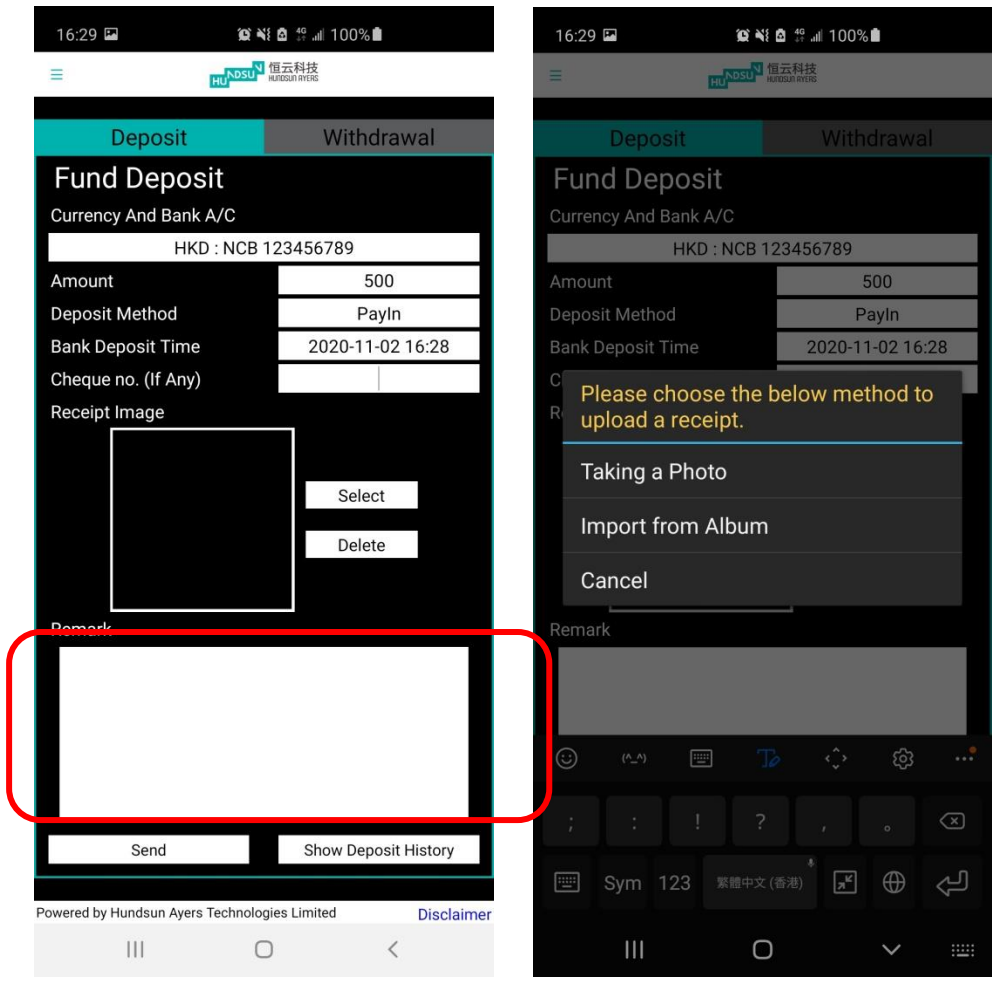 16:29 4G 100%
HUNDSUN 恒云科技
HUNDSUN AYERS
Deposit Withdrawal
Fund Deposit
Currency And Bank A/C
HKD : NCB 123456789
Amount 500
Deposit Method PayIn
Bank Deposit Time 2020-11-02 16:28
Cheque no. (If Any)
Receipt Image
Select
Delete
Remark
Send Show Deposit History
Powered by Hundsun Ayers Technologies Limited Disclaimer
16:29 4G 100%
HUNDSUN 恒云科技
HUNDSUN AYERS
Deposit Withdrawal
Fund Deposit
Currency And Bank A/C
HKD : NCB 123456789
Amount 500
Deposit Method PayIn
Bank Deposit Time 2020-11-02 16:28
C
R
Please choose the below method to
upload a receipt.
Taking a Photo
Import from Album
Cancel
Remark
(^_^)
; : ! ? , 。
Sym 123 繁體中文 (香港)